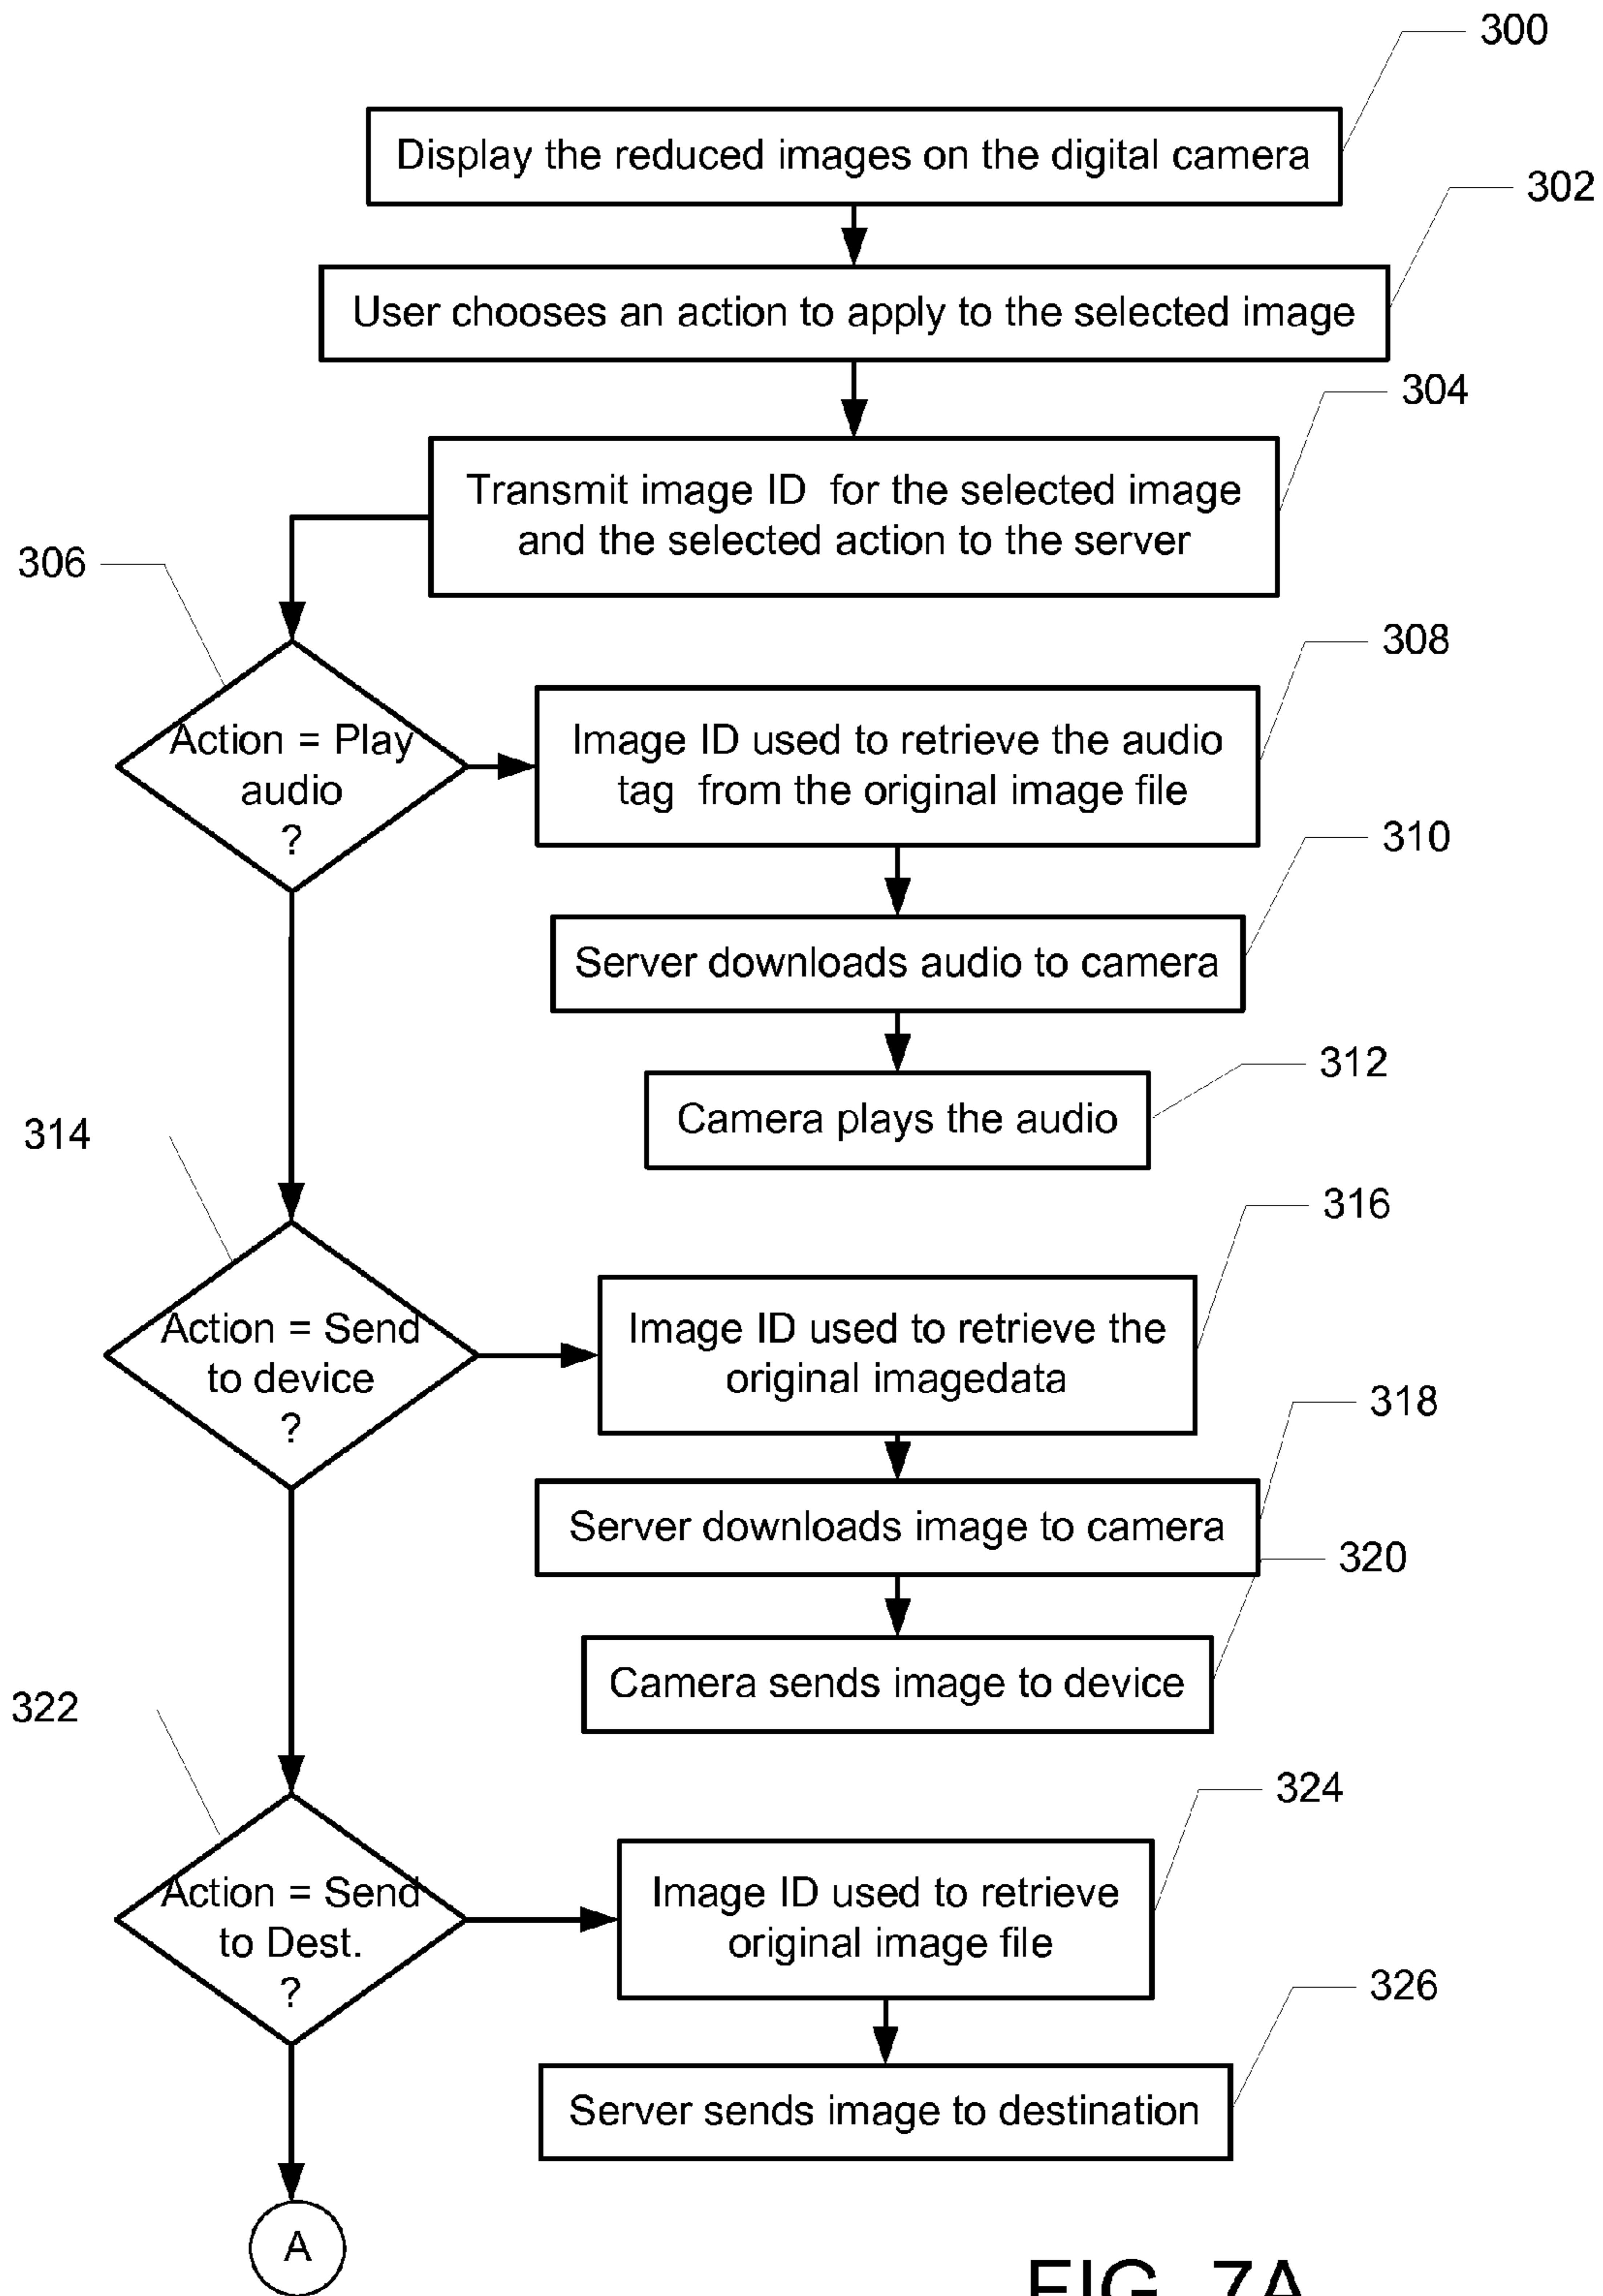 300
Display the reduced images on the digital camera
302
User chooses an action to apply to the selected image
304
Transmit image ID for the selected image
and the selected action to the server
306
Action = Play
audio
?
308
Image ID used to retrieve the audio
tag from the original image file
310
Server downloads audio to camera
312
Camera plays the audio
314
Action = Send
to device
?
316
Image ID used to retrieve the
original imagedata
318
Server downloads image to camera
320
Camera sends image to device
322
Action = Send
to Dest.
?
324
Image ID used to retrieve
original image file
326
Server sends image to destination
A
FIG. 7A